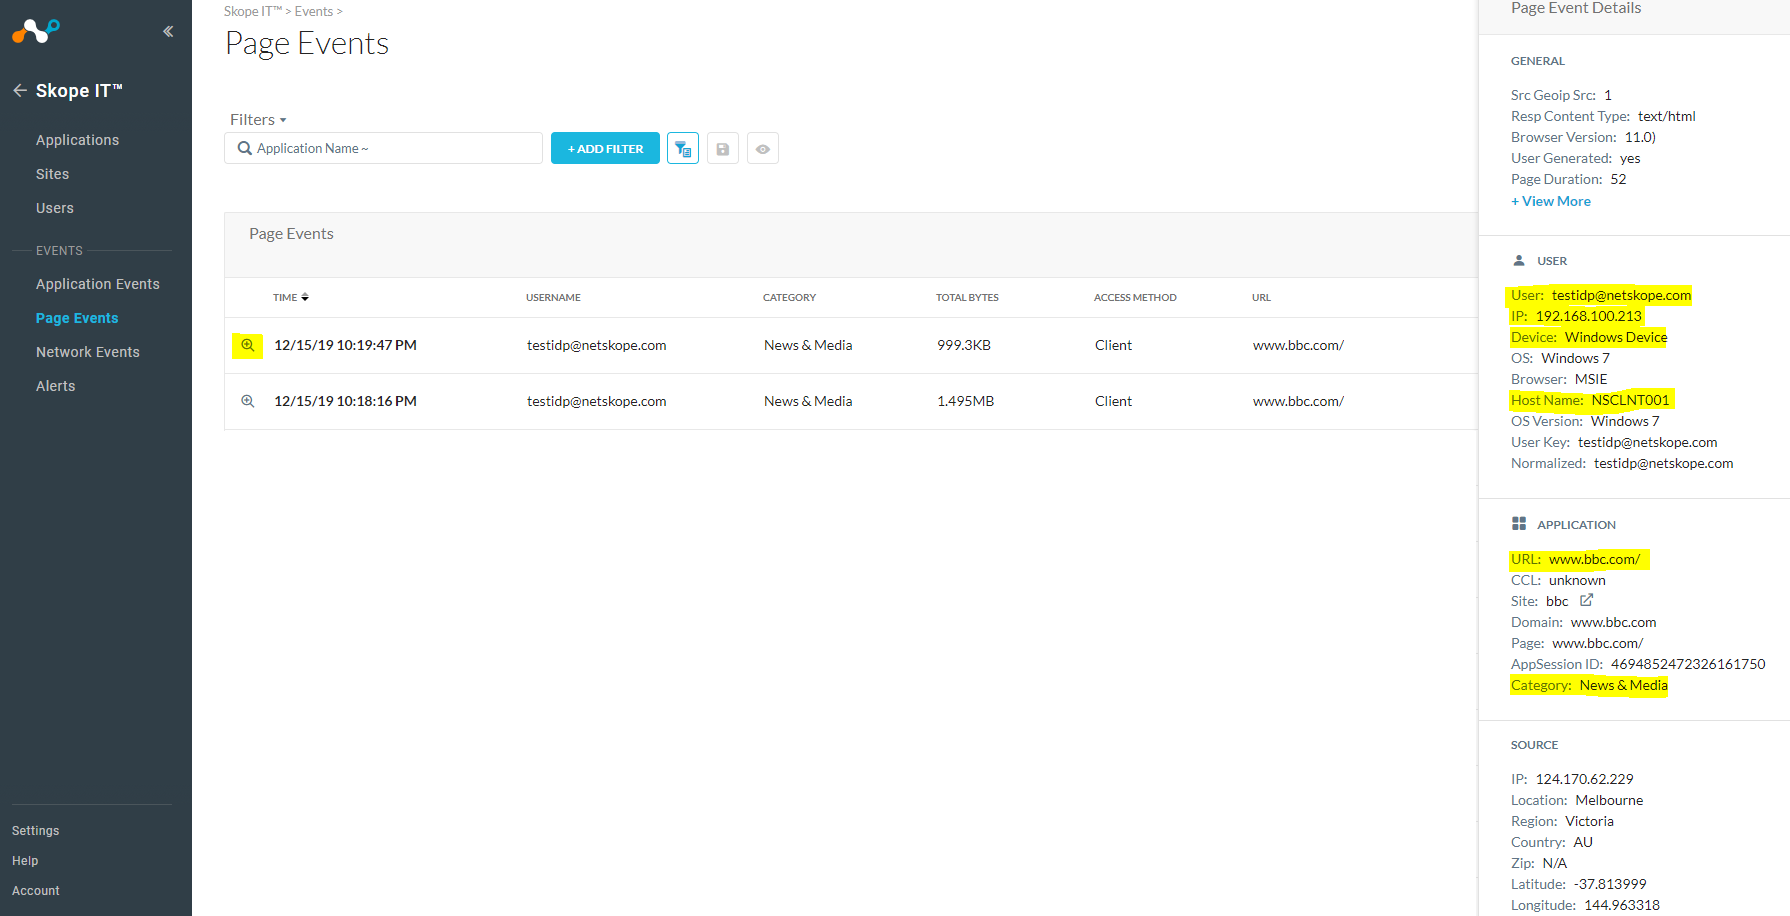 Skope IT™
Applications
Sites
Users
EVENTS
Application Events
Page Events
Network Events
Alerts
Settings
Help
Account
Skope IT™ > Events >
Page Events
Filters
Application Name ~
+ ADD FILTER
Page Events
TIME USERNAME CATEGORY TOTAL BYTES ACCESS METHOD URL
12/15/19 10:19:47 PM testidp@netskope.com News & Media 999.3KB Client www.bbc.com/
12/15/19 10:18:16 PM testidp@netskope.com News & Media 1.495MB Client www.bbc.com/
Page Event Details
GENERAL
Src Geoip Src: 1
Resp Content Type: text/html
Browser Version: 11.0)
User Generated: yes
Page Duration: 52
+ View More
USER
User: testidp@netskope.com
IP: 192.168.100.213
Device: Windows Device
OS: Windows 7
Browser: MSIE
Host Name: NSCLNT001
OS Version: Windows 7
User Key: testidp@netskope.com
Normalized: testidp@netskope.com
APPLICATION
URL: www.bbc.com/
CCL: unknown
Site: bbc
Domain: www.bbc.com
Page: www.bbc.com/
AppSession ID: 4694852472326161750
Category: News & Media
SOURCE
IP: 124.170.62.229
Location: Melbourne
Region: Victoria
Country: AU
Zip: N/A
Latitude: -37.813999
Longitude: 144.963318